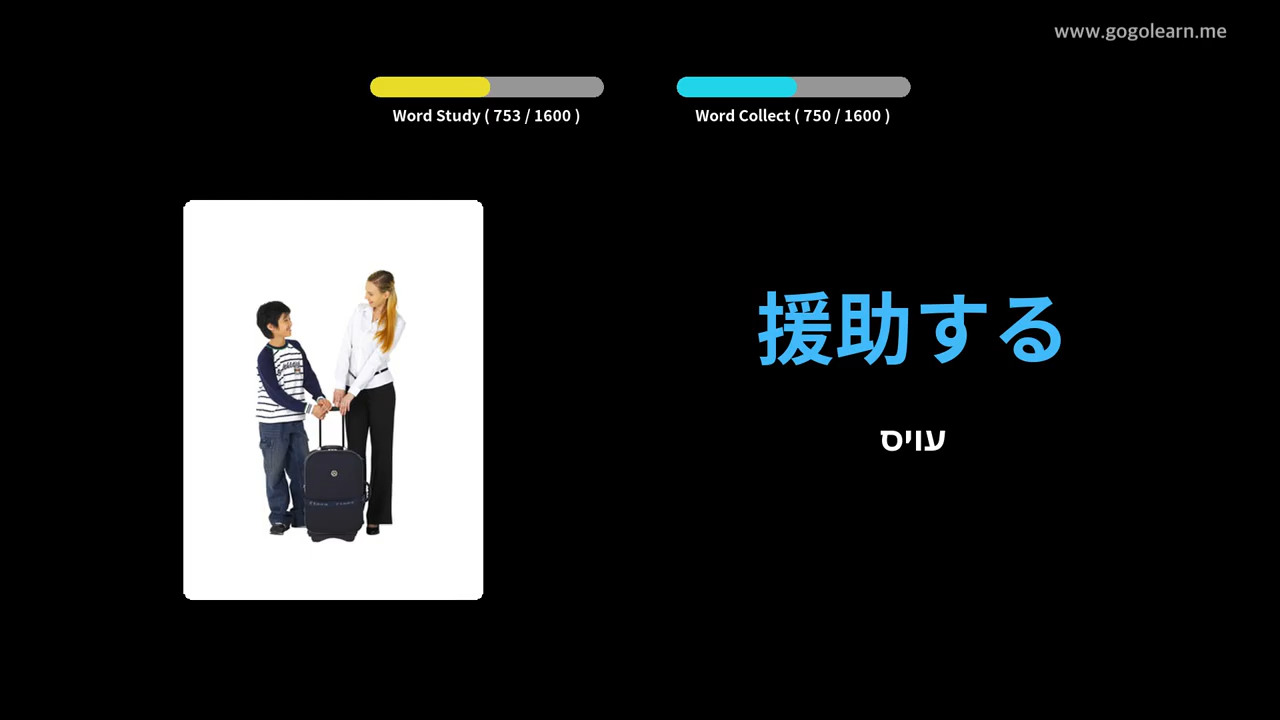 www.gogolearn.me
Word Study ( 753 / 1600 )
Word Collect ( 750 / 1600 )
援助する
עויס